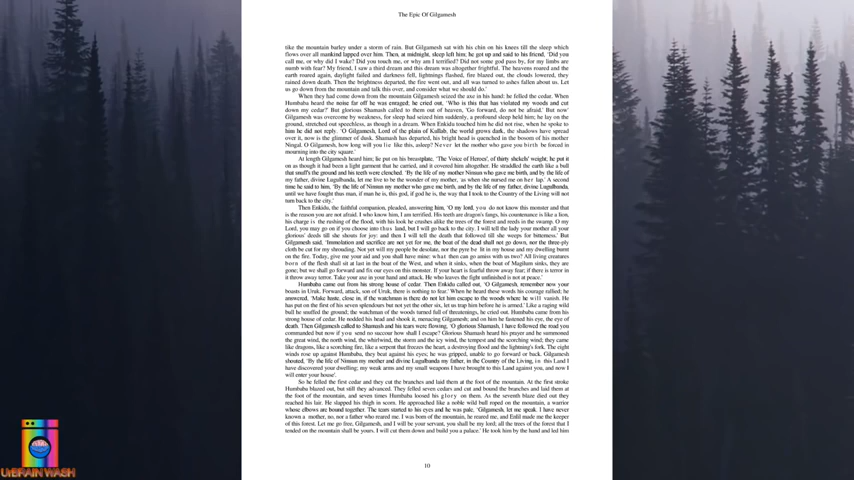 The Epic Of Gilgamesh
tike the mountain barley under a storm of rain. But Gilgamesh sat with his chin on his knees till the sleep which
flows over all mankind lapped over him. Then, at midnight, sleep left him; he got up and said to his friend, 'Did you
call me, or why did I wake? Did you touch me, or why am I terrified? Did not some god pass by, for my limbs are
numb with fear? My friend, I saw a third dream and this dream was altogether frightful. The heavens roared and the
earth roared again, daylight failed and darkness fell, lightnings flashed, fire blazed out, the clouds lowered, they
rained down death. Then the brightness departed, the fire went out, and all was turned to ashes fallen about us. Let
us go down from the mountain and talk this over, and consider what we should do.'
When they had come down from the mountain Gilgamesh seized the axe in his hand: he felled the cedar. When
Humbaba heard the noise far off he was enraged; he cried out, 'Who is this that has violated my woods and cut
down my cedar?' But glorious Shamash called to them out of heaven, 'Go forward, do not be afraid.' But now
Gilgamesh was overcome by weakness, for sleep had seized him suddenly, a profound sleep held him; he lay on the
ground, stretched out speechless, as though in a dream. When Enkidu touched him he did not rise, when he spoke to
him he did not reply. 'O Gilgamesh, Lord of the plain of Kullab, the world grows dark, the shadows have spread
over it, now is the glimmer of dusk. Shamash has departed, his bright head is quenched in the bosom of his mother
Ningal. O Gilgamesh, how long will you lie like this, asleep? Never let the mother who gave you birth be forced in
mourning into the city square.'
At length Gilgamesh heard him; he put on his breastplate, 'The Voice of Heroes', of thirty shekels' weight; he put it
on as though it had been a light garment that he carried, and it covered him altogether. He straddled the earth like a bull
that snuffs the ground and his teeth were clenched. 'By the life of my mother Ninsun who gave me birth, and by the life of
my father, divine Lugulbanda, let me live to be the wonder of my mother, as when she nursed me on her lap.' A second
time he said to him, 'By the life of Ninsun my mother who gave me birth, and by the life of my father, divine Lugulbanda,
until we have fought this man, if man he is, this god, if god he is, the way that I took to the Country of the Living will not
turn back to the city.'
Then Enkidu, the faithful companion, pleaded, answering him, 'O my lord, you do not know this monster and that
is the reason you are not afraid. I who know him, I am terrified. His teeth are dragon's fangs, his countenance is like a lion,
his charge is the rushing of the flood, with his look he crushes alike the trees of the forest and reeds in the swamp. O my
Lord, you may go on if you choose into this land, but I will go back to the city. I will tell the lady your mother all your
glorious' deeds till she shouts for joy: and then I will tell the death that followed till she weeps for bitterness.' But
Gilgamesh said, 'Immolation and sacrifice are not yet for me, the boat of the dead shall not go down, nor the three-ply
cloth be cut for my shrouding. Not yet will my people be desolate, nor the pyre be lit in my house and my dwelling burnt
on the fire. Today, give me your aid and you shall have mine: what then can go amiss with us two? All living creatures
born of the flesh shall sit at last in the boat of the West, and when it sinks, when the boat of Magilum sinks, they are
gone; but we shall go forward and fix our eyes on this monster. If your heart is fearful throw away fear; if there is terror in
it throw away terror. Take your axe in your hand and attack. He who leaves the fight unfinished is not at peace.'
Humbaba came out from his strong house of cedar. Then Enkidu called out, 'O Gilgamesh, remember now your
boasts in Uruk. Forward, attack, son of Uruk, there is nothing to fear.' When he heard these words his courage rallied; he
answered, 'Make haste, close in, if the watchman is there do not let him escape to the woods where he will vanish. He
has put on the first of his seven splendours but not yet the other six, let us trap him before he is armed.' Like a raging wild
bull he snuffed the ground; the watchman of the woods turned full of threatenings, he cried out. Humbaba came from his
strong house of cedar. He nodded his head and shook it, menacing Gilgamesh; and on him he fastened his eye, the eye of
death. Then Gilgamesh called to Shamash and his tears were flowing, 'O glorious Shamash, I have followed the road you
commanded but now if you send no succour how shall I escape? Glorious Shamash heard his prayer and he summoned
the great wind, the north wind, the whirlwind, the storm and the icy wind, the tempest and the scorching wind; they came
like dragons, like a scorching fire, like a serpent that freezes the heart, a destroying flood and the lightning's fork. The eight
winds rose up against Humbaba, they beat against his eyes; he was gripped, unable to go forward or back. Gilgamesh
shouted, 'By the life of Ninsun my mother and divine Lugulbanda my father, in the Country of the Living, in this Land I
have discovered your dwelling; my weak arms and my small weapons I have brought to this Land against you, and now I
will enter your house'.
So he felled the first cedar and they cut the branches and laid them at the foot of the mountain. At the first stroke
Humbaba blazed out, but still they advanced. They felled seven cedars and cut and bound the branches and laid them at
the foot of the mountain, and seven times Humbaba loosed his glory on them. As the seventh blaze died out they
reached his lair. He slapped his thigh in scorn. He approached like a noble wild bull roped on the mountain, a warrior
whose elbows are bound together. The tears started to his eyes and he was pale, 'Gilgamesh, let me speak. I have never
known a mother, no, nor a father who reared me. I was born of the mountain, he reared me, and Enlil made me the keeper
of this forest. Let me go free, Gilgamesh, and I will be your servant, you shall be my lord; all the trees of the forest that I
tended on the mountain shall be yours. I will cut them down and build you a palace.' He took him by the hand and led him
10
UrBRAINWASH